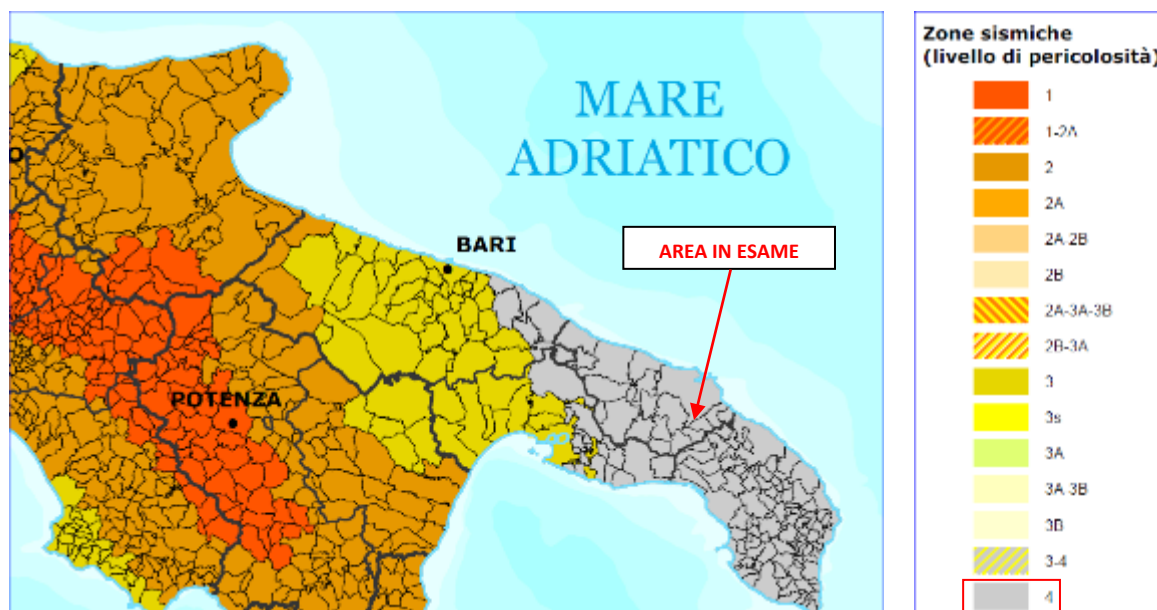 MARE
ADRIATICO
BARI
AREA IN ESAME
POTENZA
O
Zone sismiche
(livello di pericolosità)
1
1-2A
2
2A
2A-2B
2B
2A-3A-3B
2B-3A
3
3s
3A
3A-3B
3B
3-4
4